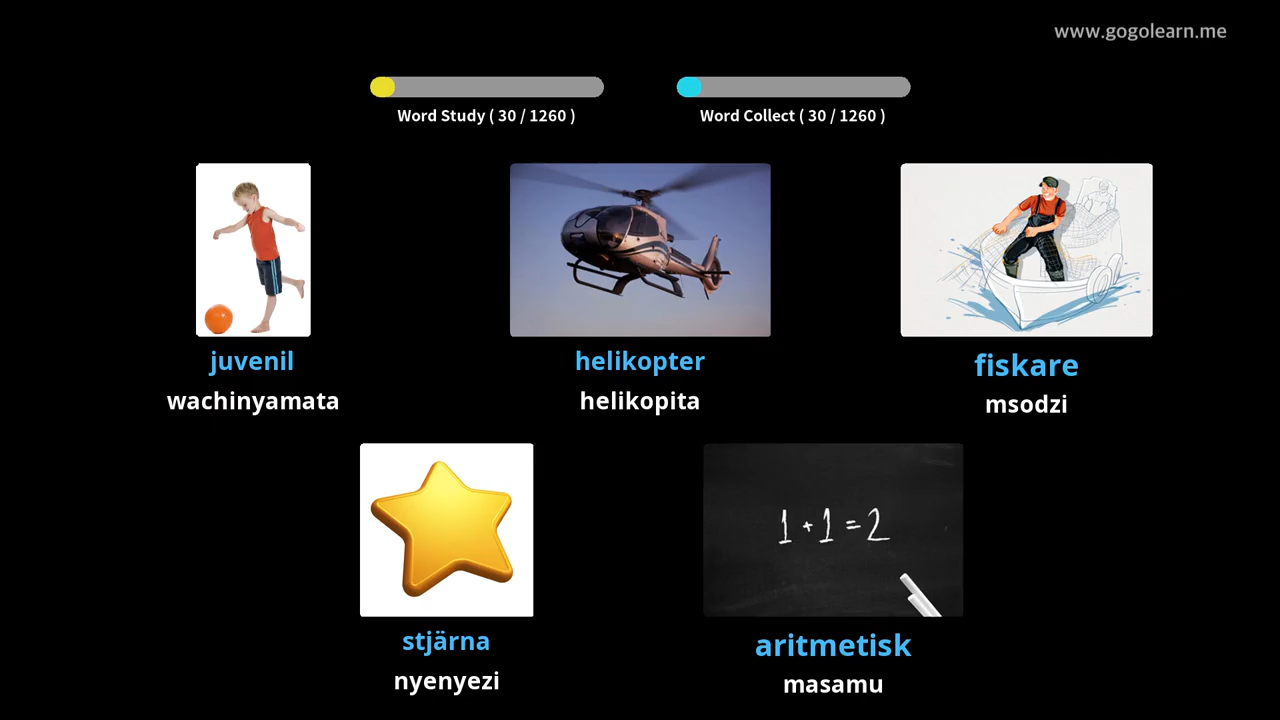 www.gogolearn.me
Word Study ( 30 / 1260 )
Word Collect ( 30 / 1260 )
juvenil
wachinyamata
helikopter
helikopita
fiskare
msodzi
1 + 1 = 2
stjärna
nyenyezi
aritmetisk
masamu